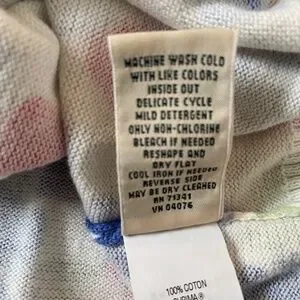 MACHINE WASH COLD
WITH LIKE COLORS
INSIDE OUT
DELICATE CYCLE
MILD DETERGENT
ONLY NON-CHLORINE
BLEACH IF NEEDED
RESHAPE AND
DRY FLAT
COOL IRON IF NEEDED
REVERSE SIDE
MAY BE DRY CLEANED
RN 71341
VN 04076
100% COTON